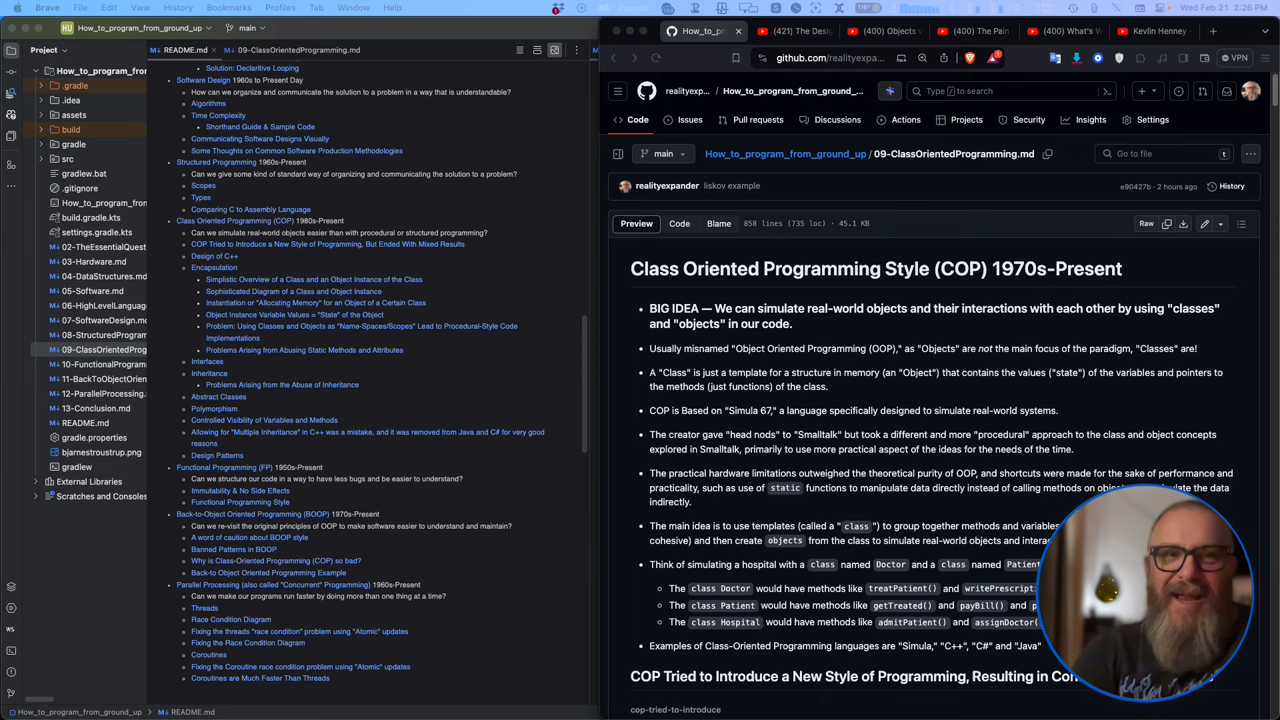 Brave
File
Edit
View
History
Bookmarks
Profiles
Tab
Window
Help
Paused
Wed Feb 21 2:26 PM
HU
How_to_program_from_ground_up
main
Project
README.md
09-ClassOrientedProgramming.md
How_to_program_from
.gradle
.idea
assets
build
gradle
src
gradlew.bat
.gitignore
How_to_program_from
build.gradle.kts
settings.gradle.kts
02-TheEssentialQuest
03-Hardware.md
04-DataStructures.md
05-Software.md
06-HighLevelLanguage
07-SoftwareDesign.md
08-StructuredProgram
09-ClassOrientedProg
10-FunctionalProgramm
11-BackToObjectOrien
12-ParallelProcessing.
13-Conclusion.md
README.md
gradle.properties
bjarnestroustrup.png
gradlew
External Libraries
Scratches and Consoles
Solution: Declaritive Looping
Software Design 1960s to Present Day
How can we organize and communicate the solution to a problem in a way that is understandable?
Algorithms
Time Complexity
Shorthand Guide & Sample Code
Communicating Software Designs Visually
Some Thoughts on Common Software Production Methodologies
Structured Programming 1960s-Present
Can we give some kind of standard way of organizing and communicating the solution to a problem?
Scopes
Types
Comparing C to Assembly Language
Class Oriented Programming (COP) 1980s-Present
Can we simulate real-world objects easier than with procedural or structured programming?
COP Tried to Introduce a New Style of Programming, But Ended With Mixed Results
Design of C++
Encapsulation
Simplistic Overview of a Class and an Object Instance of the Class
Sophisticated Diagram of a Class and Object Instance
Instantiation or "Allocating Memory" for an Object of a Certain Class
Object Instance Variable Values = "State" of the Object
Problem: Using Classes and Objects as "Name-Spaces/Scopes" Lead to Procedural-Style Code
Implementations
Problems Arising from Abusing Static Methods and Attributes
Interfaces
Inheritance
Problems Arising from the Abuse of Inheritance
Abstract Classes
Polymorphism
Controlled Visibility of Variables and Methods
Allowing for "Multiple Inheritance" in C++ was a mistake, and it was removed from Java and C# for very good
reasons
Design Patterns
Functional Programming (FP) 1950s-Present
Can we structure our code in a way to have less bugs and be easier to understand?
Immutability & No Side Effects
Functional Programming Style
Back-to-Object Oriented Programming (BOOP) 1970s-Present
Can we re-visit the original principles of OOP to make software easier to understand and maintain?
A word of caution about BOOP style
Banned Patterns in BOOP
Why is Class-Oriented Programming (COP) so bad?
Back-to Object Oriented Programming Example
Parallel Processing (also called "Concurrent" Programming) 1960s-Present
Can we make our programs run faster by doing more than one thing at a time?
Threads
Race Condition Diagram
Fixing the threads "race condition" problem using "Atomic" updates
Fixing the Race Condition Diagram
Coroutines
Fixing the Coroutine race condition problem using "Atomic" updates
Coroutines are Much Faster Than Threads
How_to_program_from_ground_up
README.md
How_to_pro
(421) The Desig
(400) Objects v
(400) The Pain
(400) What's W
Kevlin Henney
github.com/realityexpa
VPN
realityexp...
/
How_to_program_from_ground_...
Type / to search
Code
Issues
Pull requests
Discussions
Actions
Projects
Security
Insights
Settings
main
How_to_program_from_ground_up / 09-ClassOrientedProgramming.md
Go to file
t
realityexpander liskov example
e90427b · 2 hours ago
History
Preview
Code
Blame
858 lines (735 loc) · 45.1 KB
Raw
Class Oriented Programming Style (COP) 1970s-Present
BIG IDEA — We can simulate real-world objects and their interactions with each other by using "classes"
and "objects" in our code.
Usually misnamed "Object Oriented Programming (OOP)," as "Objects" are not the main focus of the paradigm, "Classes" are!
A "Class" is just a template for a structure in memory (an "Object") that contains the values ("state") of the variables and pointers to
the methods (just functions) of the class.
COP is Based on "Simula 67," a language specifically designed to simulate real-world systems.
The creator gave "head nods" to "Smalltalk" but took a different and more "procedural" approach to the class and object concepts
explored in Smalltalk, primarily to use more practical aspect of the ideas for the needs of the time.
The practical hardware limitations outweighed the theoretical purity of OOP, and shortcuts were made for the sake of performance and
practicality, such as use of static functions to manipulate data directly instead of calling methods on
the data
indirectly.
The main idea is to use templates (called a "class") to group together methods and variables
cohesive) and then create objects from the class to simulate real-world objects and interac
Think of simulating a hospital with a class named Doctor and a class named Patient
The class Doctor would have methods like treatPatient() and writePrescripti
The class Patient would have methods like getTreated() and payBill() and
The class Hospital would have methods like admitPatient() and assignDoctor(
Examples of Class-Oriented Programming languages are "Simula," "C++", "C#" and "Java"
COP Tried to Introduce a New Style of Programming, Resulting in Con
cop-tried-to-introduce